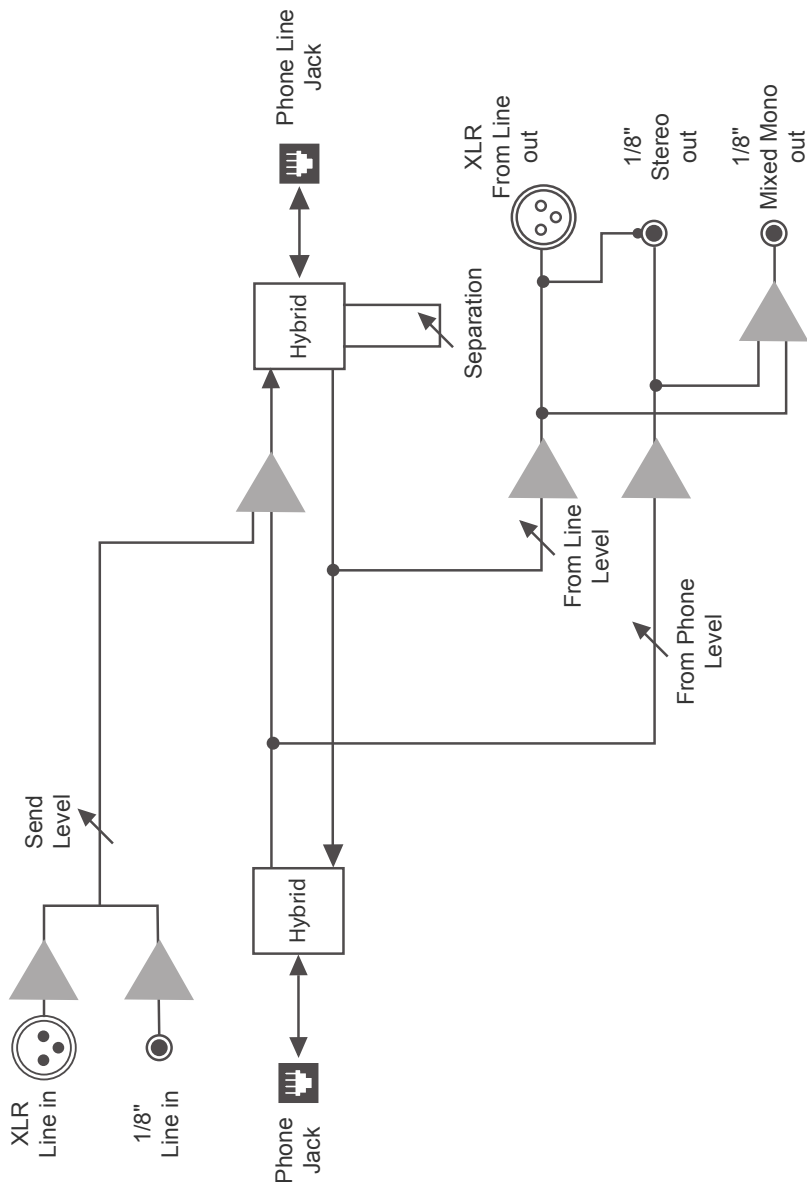 XLR
Line in
1/8"
Line in
Send
Level
Phone
Jack
Hybrid
Hybrid
Phone Line
Jack
Separation
From Line
Level
From Phone
Level
XLR
From Line
out
1/8"
Stereo
out
1/8"
Mixed Mono
out